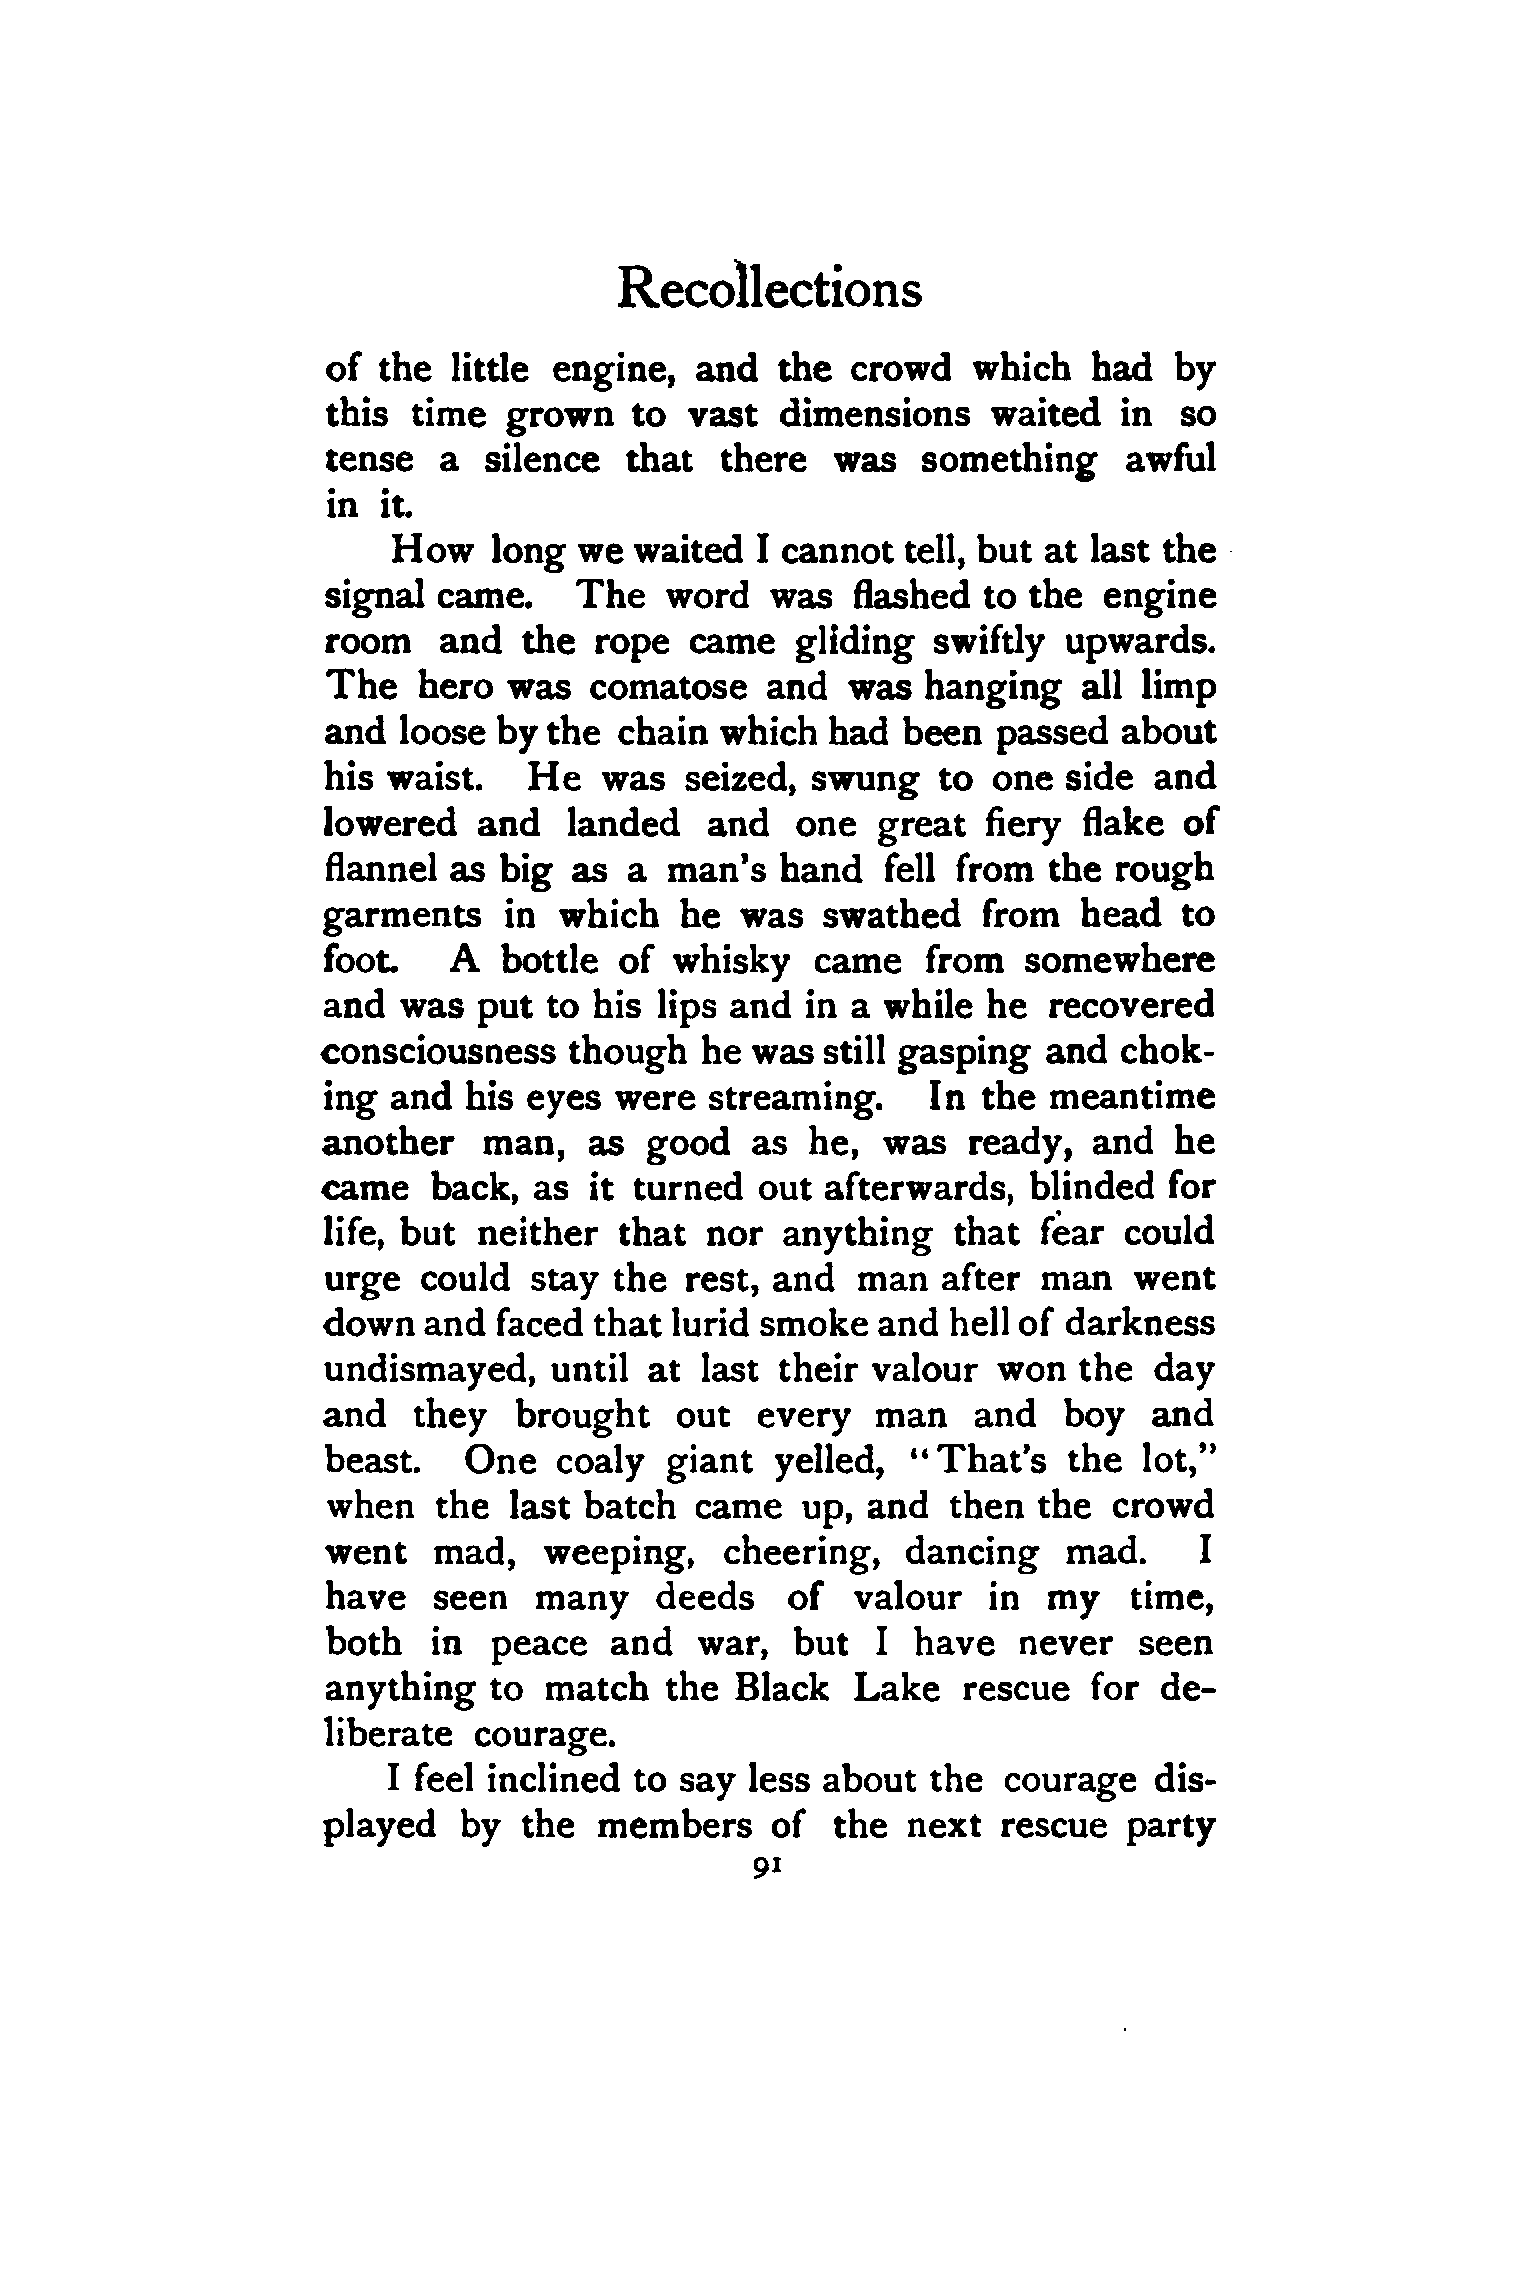 Recollections
of the little engine, and the crowd which had by
this time grown to vast dimensions waited in so
tense a silence that there was something awful
in it.
How long we waited I cannot tell, but at last the
signal came. The word was flashed to the engine
room and the rope came gliding swiftly upwards.
The hero was comatose and was hanging all limp
and loose by the chain which had been passed about
his waist. He was seized, swung to one side and
lowered and landed and one great fiery flake of
flannel as big as a man's hand fell from the rough
garments in which he was swathed from head to
foot. A bottle of whisky came from somewhere
and was put to his lips and in a while he recovered
consciousness though he was still gasping and chok-
ing and his eyes were streaming. In the meantime
another man, as good as he, was ready, and he
came back, as it turned out afterwards, blinded for
life, but neither that nor anything that fear could
urge could stay the rest, and man after man went
down and faced that lurid smoke and hell of darkness
undismayed, until at last their valour won the day
and they brought out every man and boy and
beast. One coaly giant yelled, "That's the lot,"
when the last batch came up, and then the crowd
went mad, weeping, cheering, dancing mad. I
have seen many deeds of valour in my time,
both in peace and war, but I have never seen
anything to match the Black Lake rescue for de-
liberate courage.
I feel inclined to say less about the courage dis-
played by the members of the next rescue party
91